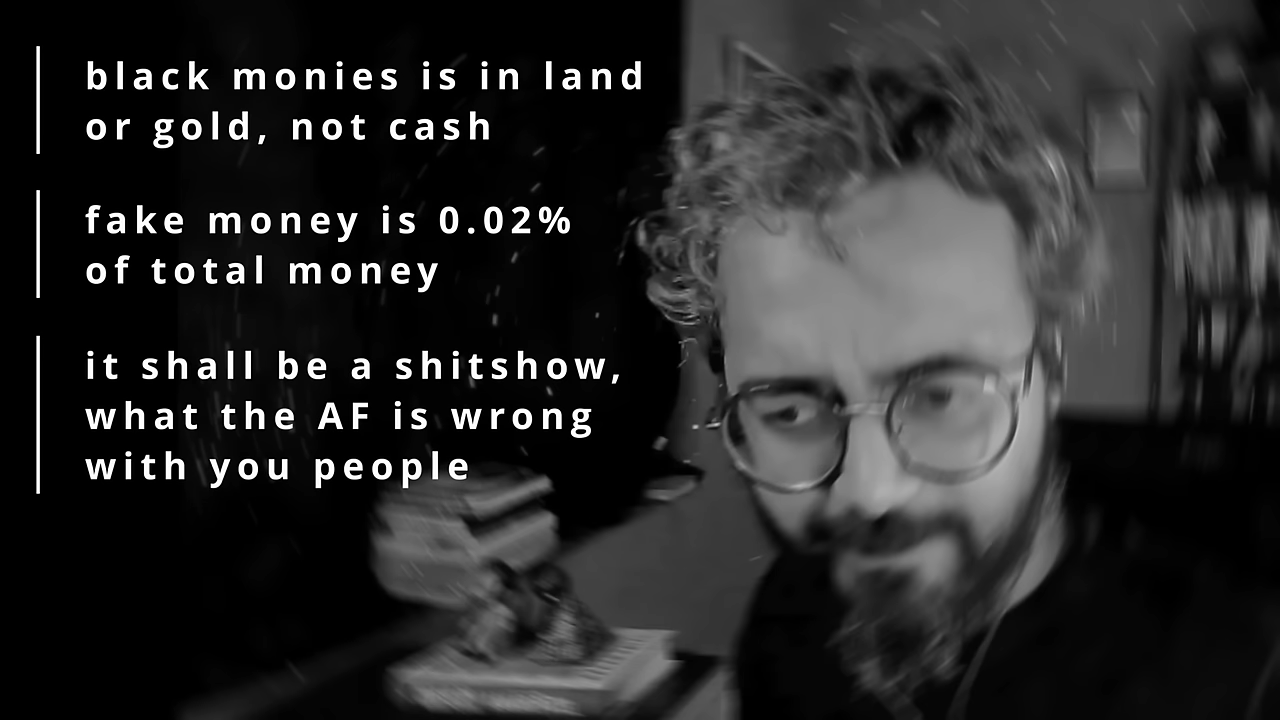 black monies is in land
or gold, not cash
fake money is 0.02%
of total money
it shall be a shitshow,
what the AF is wrong
with you people